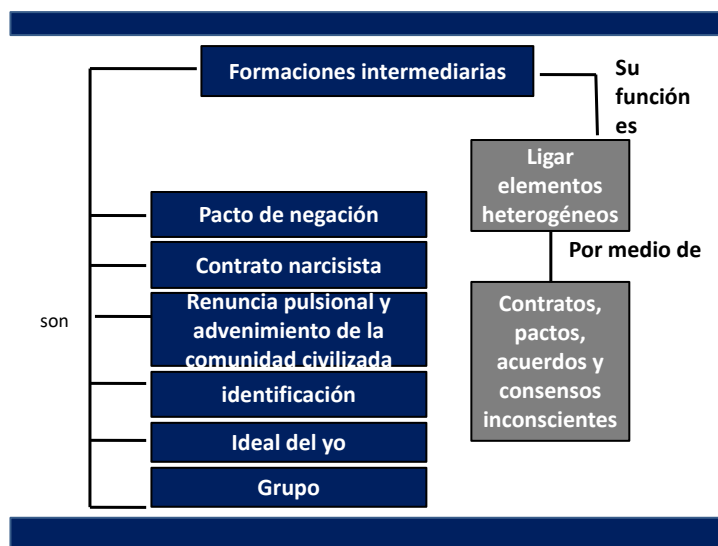 Formaciones intermediarias
Su
función
es
Ligar
elementos
heterogéneos
Por medio de
Contratos,
pactos,
acuerdos y
consensos
inconscientes
son
Pacto de negación
Contrato narcisista
Renuncia pulsional y
advenimiento de la
comunidad civilizada
identificación
Ideal del yo
Grupo